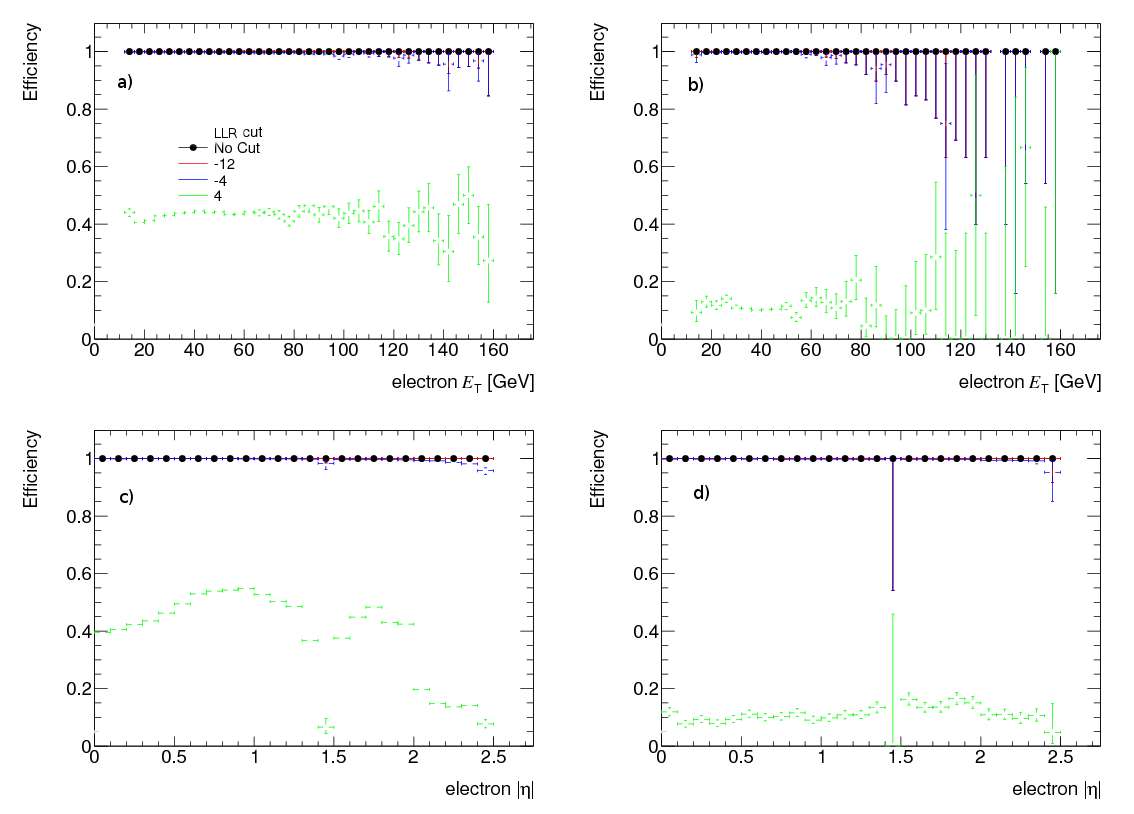 Efficiency
1
0.8
0.6
0.4
0.2
0
a)
LLR cut
No Cut
-12
-4
4
0 20 40 60 80 100 120 140 160
electron E_T [GeV]
Efficiency
1
0.8
0.6
0.4
0.2
0
b)
0 20 40 60 80 100 120 140 160
electron E_T [GeV]
Efficiency
1
0.8
0.6
0.4
0.2
0
c)
0 0.5 1 1.5 2 2.5
electron |η|
Efficiency
1
0.8
0.6
0.4
0.2
0
d)
0 0.5 1 1.5 2 2.5
electron |η|